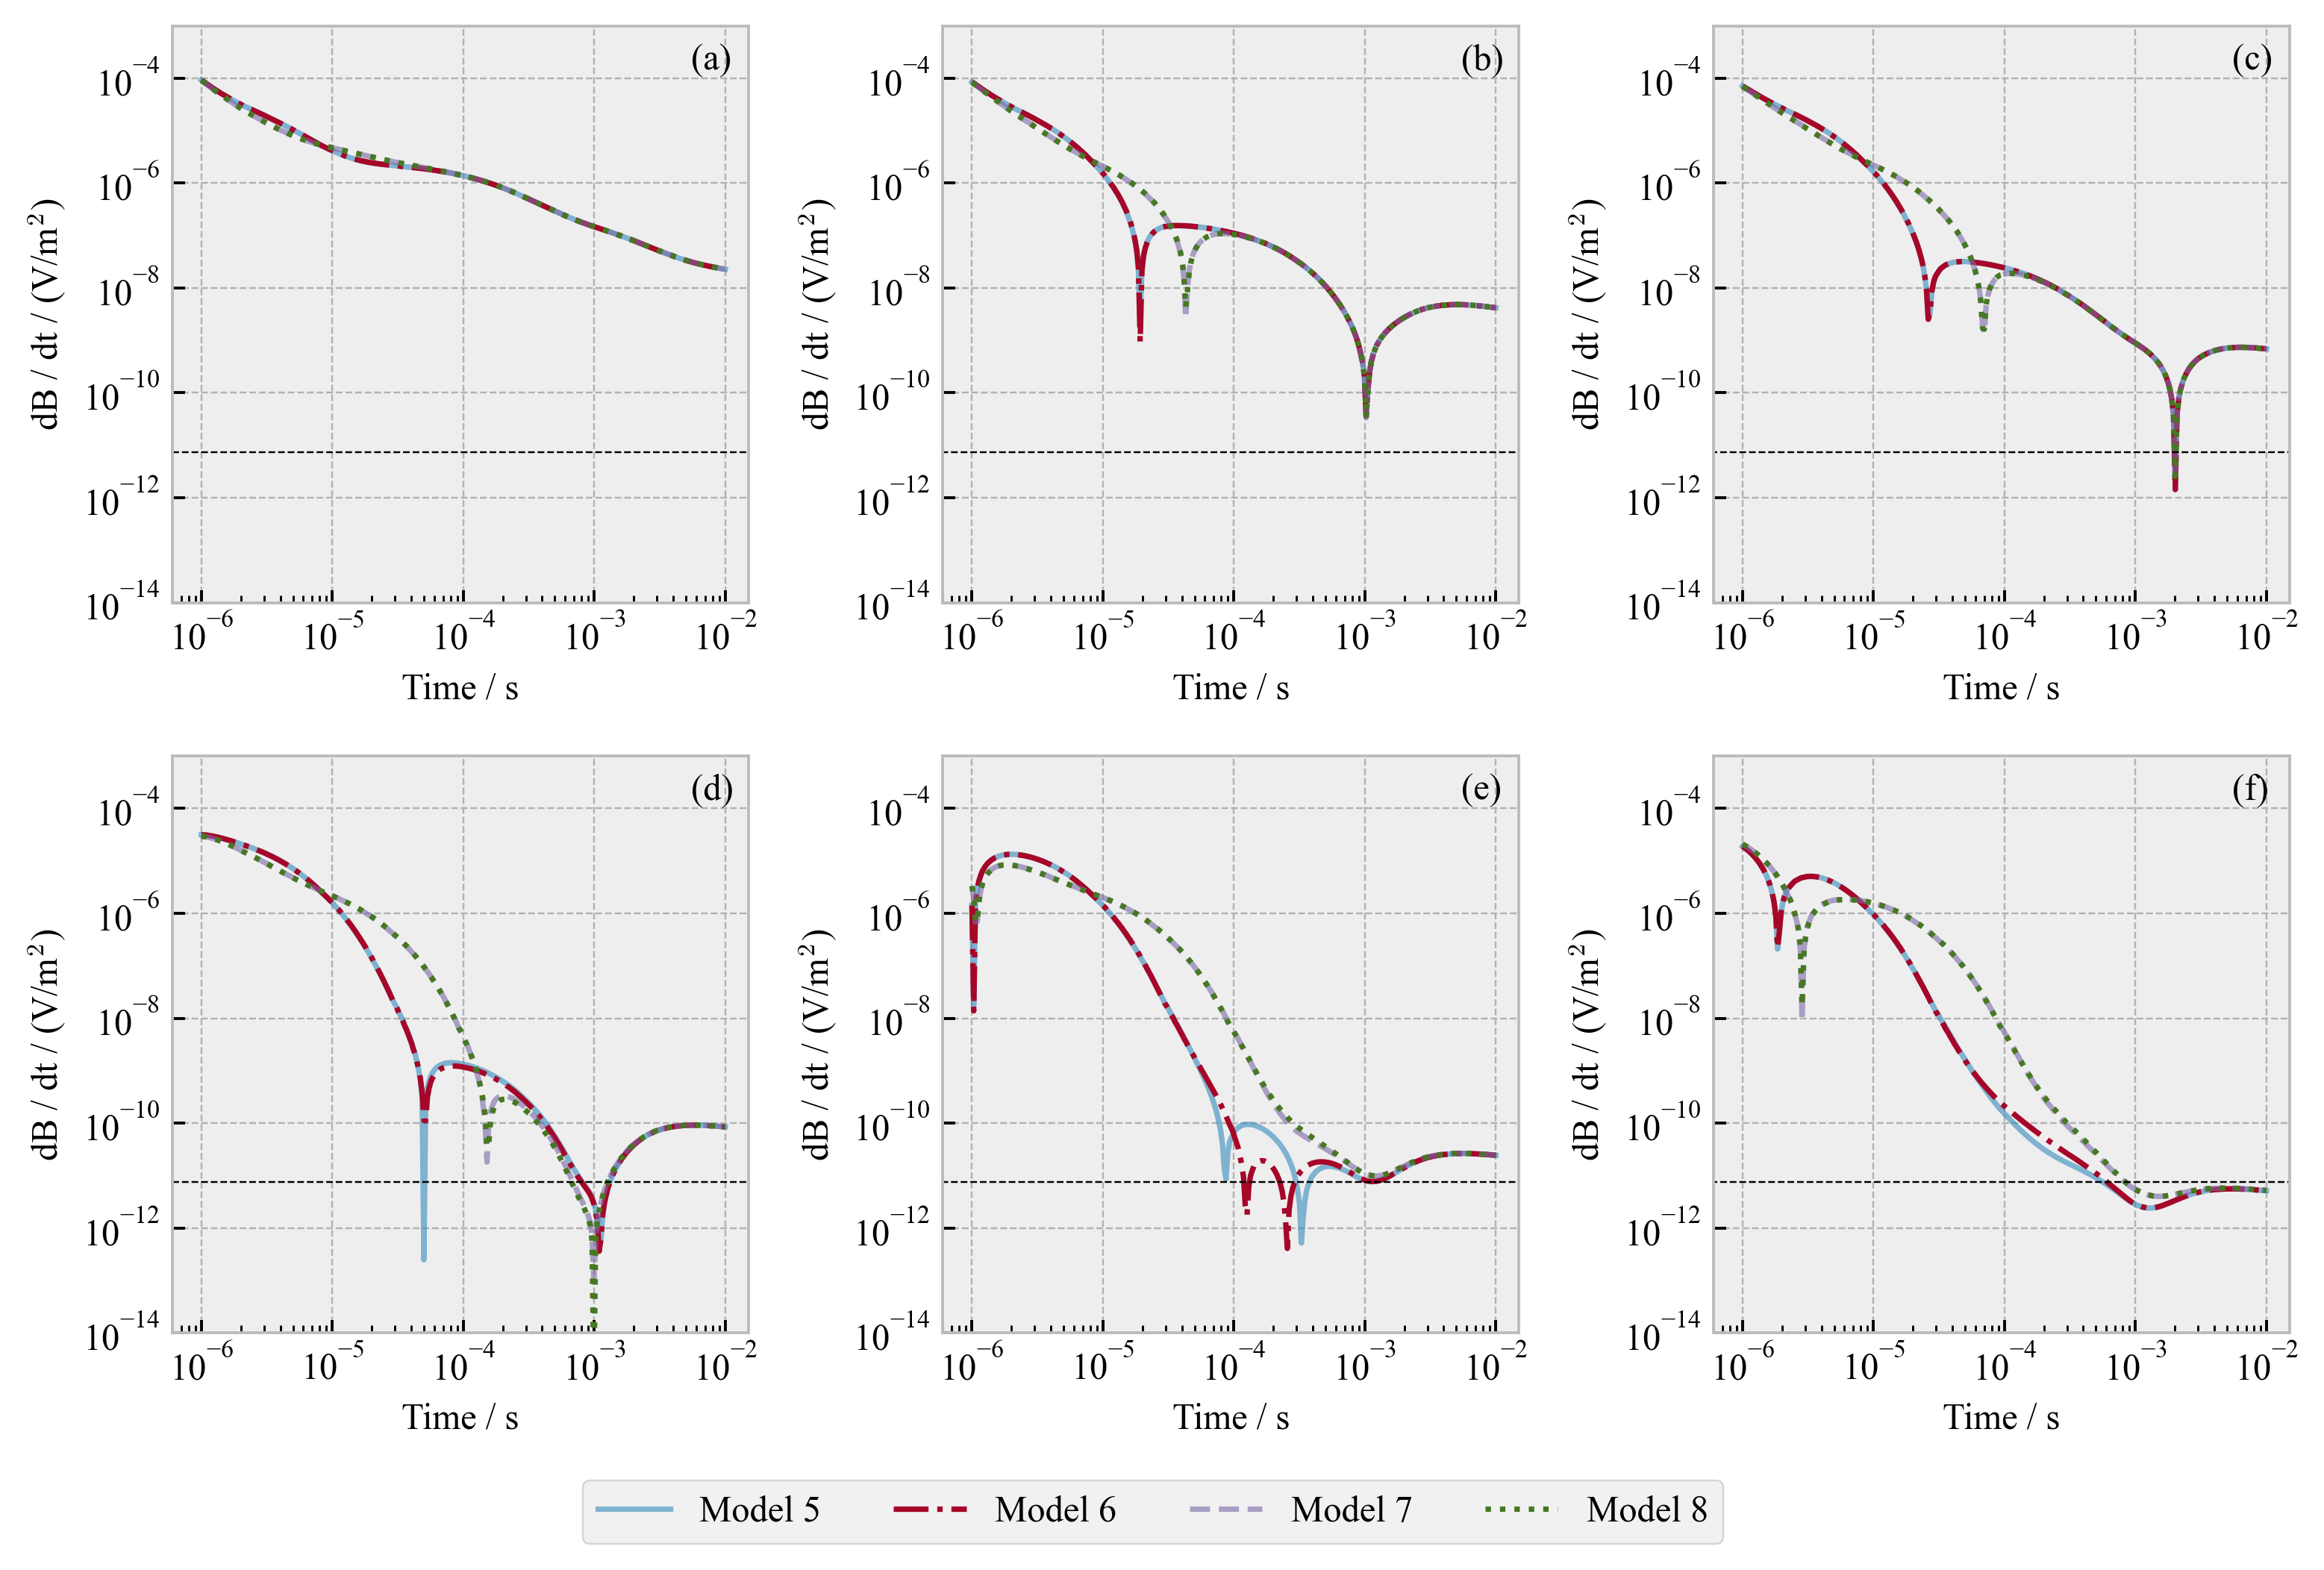 (a)
10⁻⁴
10⁻⁶
10⁻⁸
10⁻¹⁰
10⁻¹²
10⁻¹⁴
dB / dt / (V/m²)
10⁻⁶ 10⁻⁵ 10⁻⁴ 10⁻³ 10⁻²
Time / s
(b)
10⁻⁴
10⁻⁶
10⁻⁸
10⁻¹⁰
10⁻¹²
10⁻¹⁴
dB / dt / (V/m²)
10⁻⁶ 10⁻⁵ 10⁻⁴ 10⁻³ 10⁻²
Time / s
(c)
10⁻⁴
10⁻⁶
10⁻⁸
10⁻¹⁰
10⁻¹²
10⁻¹⁴
dB / dt / (V/m²)
10⁻⁶ 10⁻⁵ 10⁻⁴ 10⁻³ 10⁻²
Time / s
(d)
10⁻⁴
10⁻⁶
10⁻⁸
10⁻¹⁰
10⁻¹²
10⁻¹⁴
dB / dt / (V/m²)
10⁻⁶ 10⁻⁵ 10⁻⁴ 10⁻³ 10⁻²
Time / s
(e)
10⁻⁴
10⁻⁶
10⁻⁸
10⁻¹⁰
10⁻¹²
10⁻¹⁴
dB / dt / (V/m²)
10⁻⁶ 10⁻⁵ 10⁻⁴ 10⁻³ 10⁻²
Time / s
(f)
10⁻⁴
10⁻⁶
10⁻⁸
10⁻¹⁰
10⁻¹²
10⁻¹⁴
dB / dt / (V/m²)
10⁻⁶ 10⁻⁵ 10⁻⁴ 10⁻³ 10⁻²
Time / s
Model 5 Model 6 Model 7 Model 8